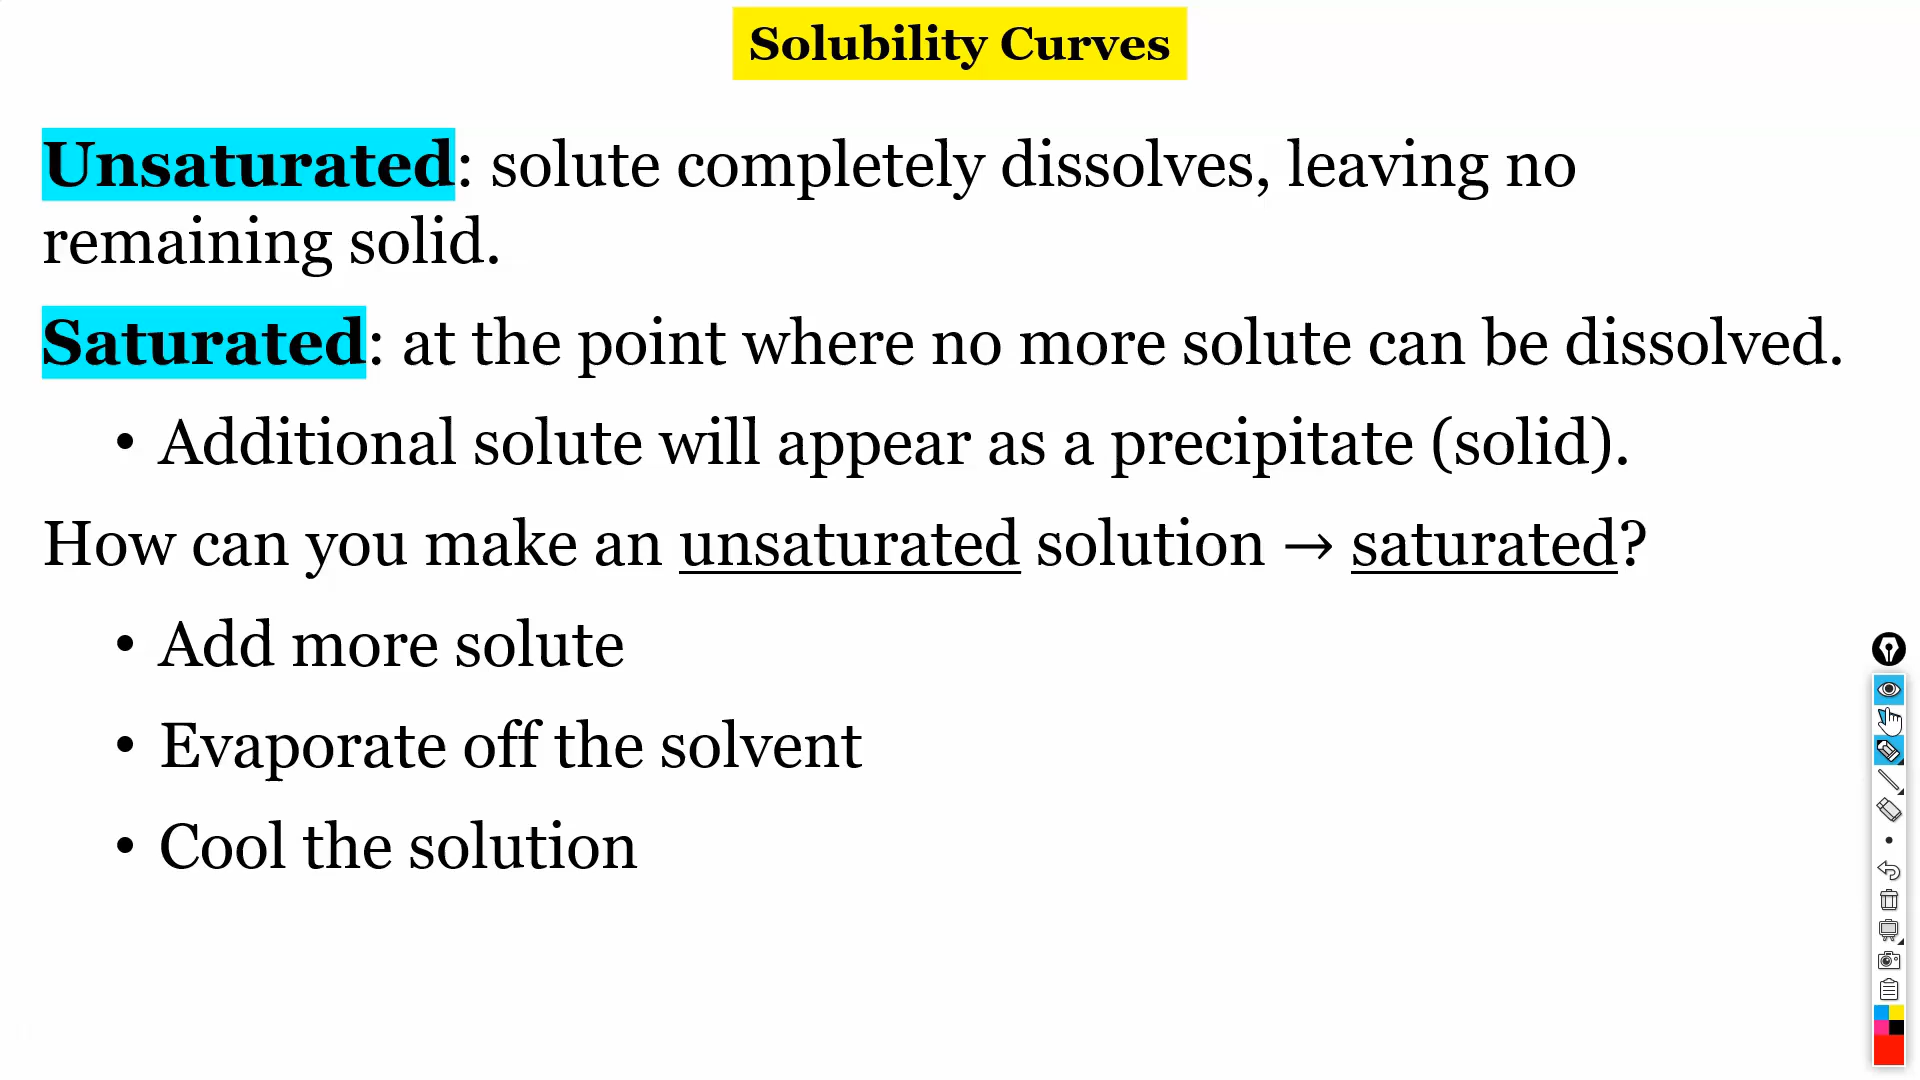 Solubility Curves
Unsaturated: solute completely dissolves, leaving no
remaining solid.
Saturated: at the point where no more solute can be dissolved.
• Additional solute will appear as a precipitate (solid).
How can you make an unsaturated solution → saturated?
• Add more solute
• Evaporate off the solvent
• Cool the solution